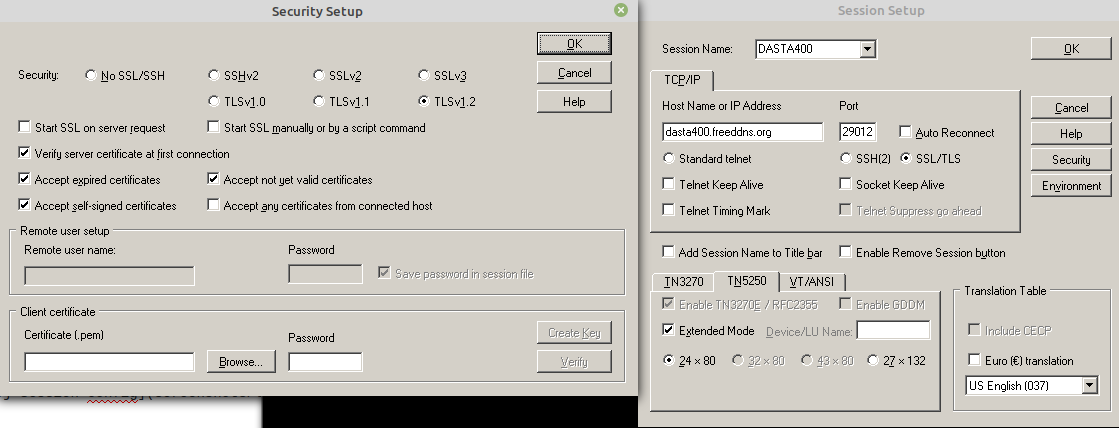 Security Setup
OK
Security:
No SSL/SSH
SSHv2
SSLv2
SSLv3
Cancel
TLSv1.0
TLSv1.1
TLSv1.2
Help
Start SSL on server request
Start SSL manually or by a script command
Verify server certificate at first connection
Accept expired certificates
Accept not yet valid certificates
Accept self-signed certificates
Accept any certificates from connected host
Remote user setup
Remote user name:
Password
Save password in session file
Client certificate
Certificate (.pem)
Password
Create Key
Browse...
Verify
Session Setup
Session Name:
DASTA400
OK
TCP/IP
Host Name or IP Address
Port
Cancel
dasta400.freeddns.org
29012
Auto Reconnect
Help
Standard telnet
SSH(2)
SSL/TLS
Security
Telnet Keep Alive
Socket Keep Alive
Environment
Telnet Timing Mark
Telnet Suppress go ahead
Add Session Name to Title bar
Enable Remove Session button
TN3270
TN5250
VT/ANSI
Translation Table
Enable TN3270E / RFC2355
Enable GDDM
Extended Mode
Device/LU Name:
Include CECP
24 × 80
32 × 80
43 × 80
27 × 132
Euro (€) translation
US English (037)